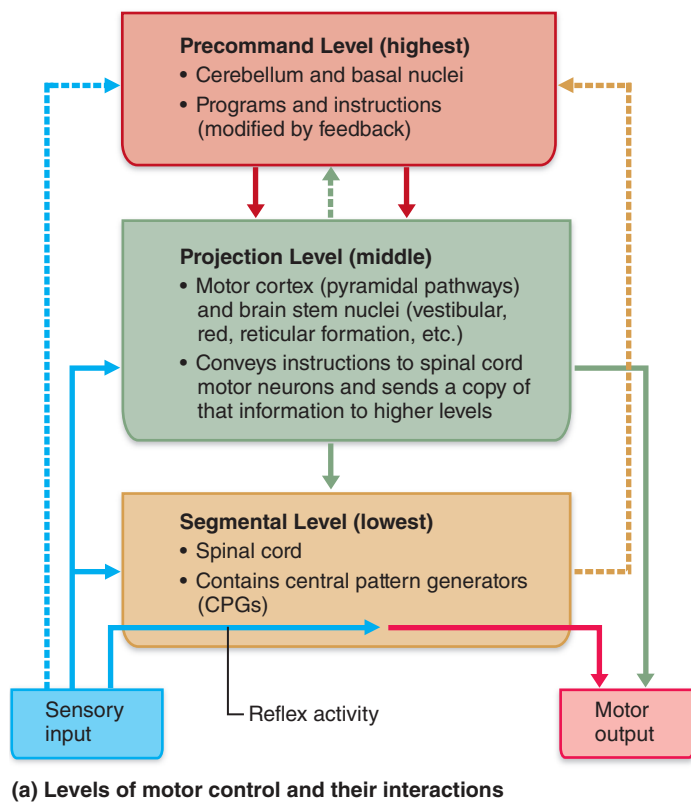 Precommand Level (highest)
• Cerebellum and basal nuclei
• Programs and instructions
(modified by feedback)
Projection Level (middle)
• Motor cortex (pyramidal pathways)
and brain stem nuclei (vestibular,
red, reticular formation, etc.)
• Conveys instructions to spinal cord
motor neurons and sends a copy of
that information to higher levels
Segmental Level (lowest)
• Spinal cord
• Contains central pattern generators
(CPGs)
Sensory
input
Reflex activity
Motor
output
(a) Levels of motor control and their interactions